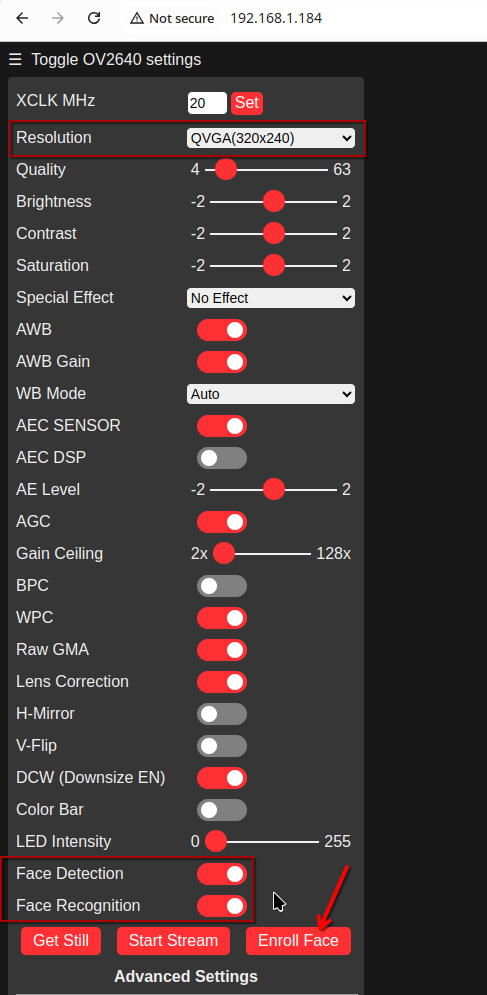 Not secure 192.168.1.184
☰ Toggle OV2640 settings
XCLK MHz 20 Set
Resolution QVGA(320x240)
Quality 4 63
Brightness -2 2
Contrast -2 2
Saturation -2 2
Special Effect No Effect
AWB
AWB Gain
WB Mode Auto
AEC SENSOR
AEC DSP
AE Level -2 2
AGC
Gain Ceiling 2x 128x
BPC
WPC
Raw GMA
Lens Correction
H-Mirror
V-Flip
DCW (Downsize EN)
Color Bar
LED Intensity 0 255
Face Detection
Face Recognition
Get Still Start Stream Enroll Face
Advanced Settings